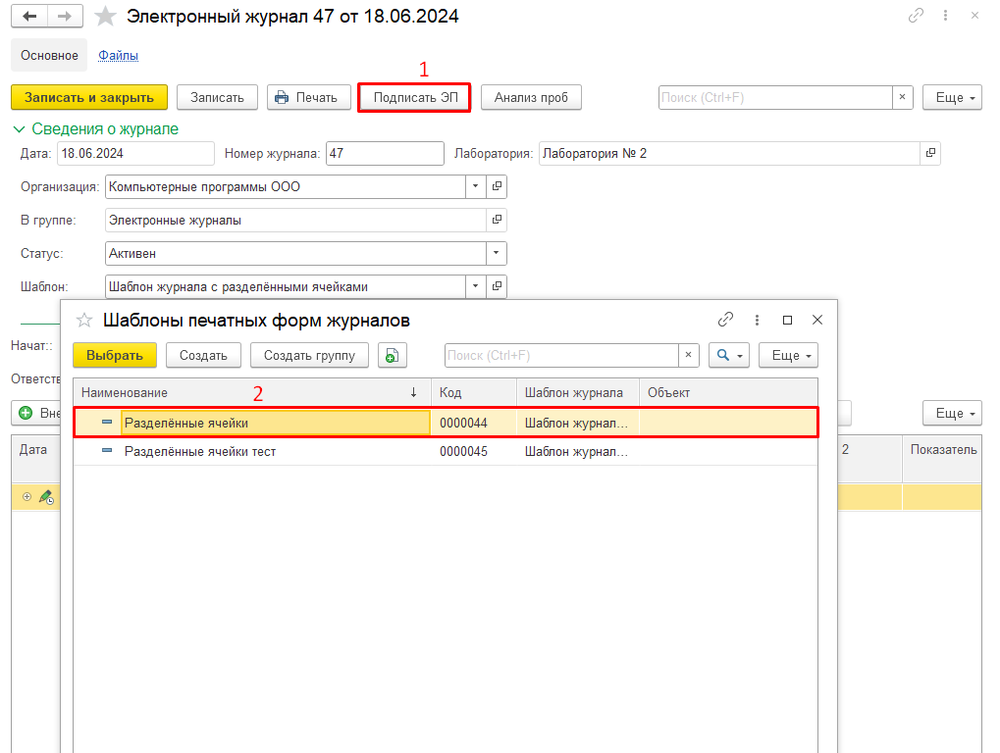 Электронный журнал 47 от 18.06.2024
Основное Файлы
1
Записать и закрыть Записать Печать Подписать ЭП Анализ проб Поиск (Ctrl+F) × Еще
Сведения о журнале
Дата: 18.06.2024 Номер журнала: 47 Лаборатория: Лаборатория № 2
Организация: Компьютерные программы ООО
В группе: Электронные журналы
Статус: Активен
Шаблон: Шаблон журнала с разделёнными ячейками
Шаблоны печатных форм журналов
Начат::
Выбрать Создать Создать группу Поиск (Ctrl+F) × Еще
Ответств
Наименование 2 ↓ Код Шаблон журнала Объект
Вне Еще
Разделённые ячейки 0000044 Шаблон журнал...
Дата 2 Показатель
Разделённые ячейки тест 0000045 Шаблон журнал...